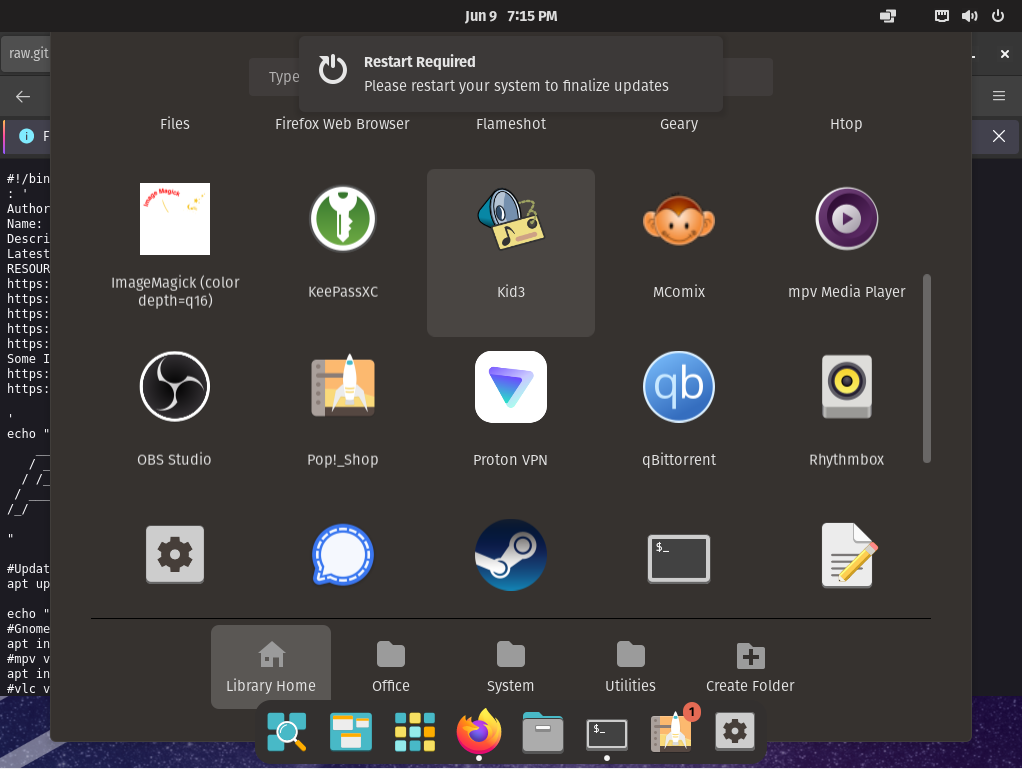 Jun 9 7:15 PM
raw.git
Restart Required
Please restart your system to finalize updates
Type
F
Files
Firefox Web Browser
Flameshot
Geary
Htop
#!/bin
: '
Author
Name:
Descri
Latest
RESOUR
https:
https:
https:
https:
https:
Some I
https:
https:
'
echo "
"
#Updat
apt up
echo "
#Gnome
apt in
#mpv v
apt in
#vlc v
Image Magick
ImageMagick (color
depth=q16)
KeePassXC
Kid3
MComix
mpv Media Player
qb
OBS Studio
Pop!_Shop
Proton VPN
qBittorrent
Rhythmbox
$_
Library Home
Office
System
Utilities
Create Folder
$_
1